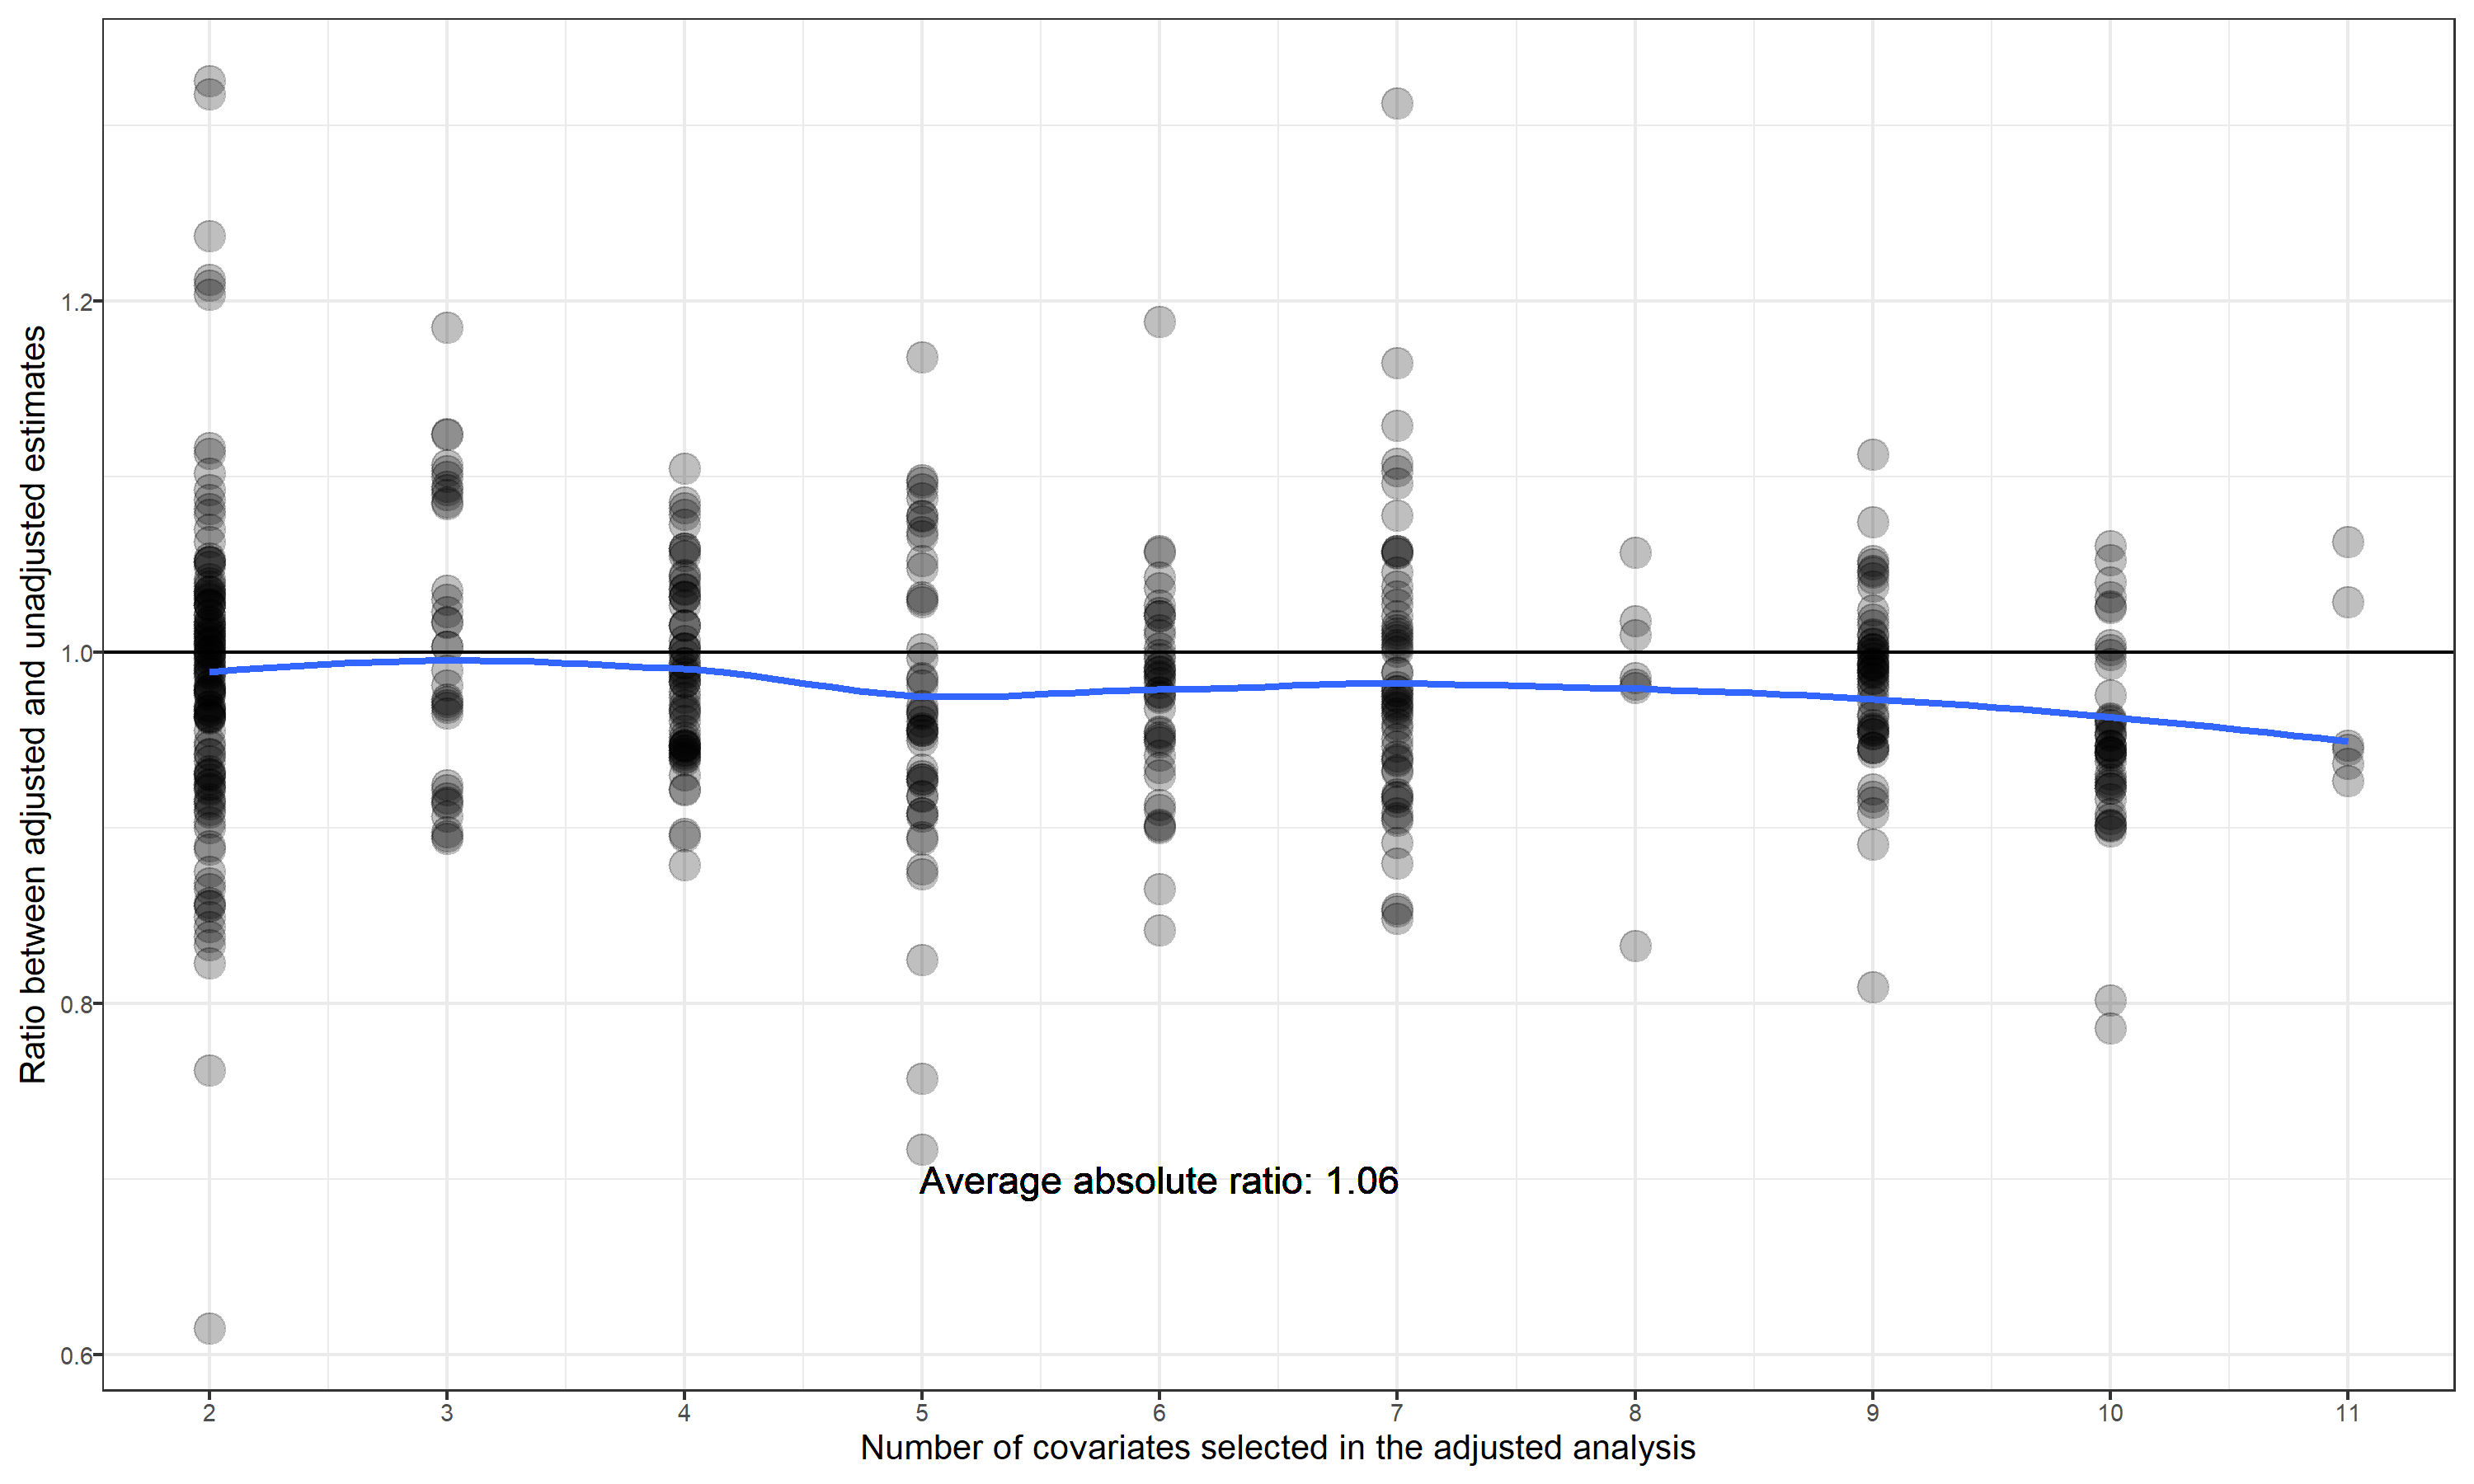 Ratio between adjusted and unadjusted estimates
1.2
1.0
0.8
0.6
Average absolute ratio: 1.06
2 3 4 5 6 7 8 9 10 11
Number of covariates selected in the adjusted analysis